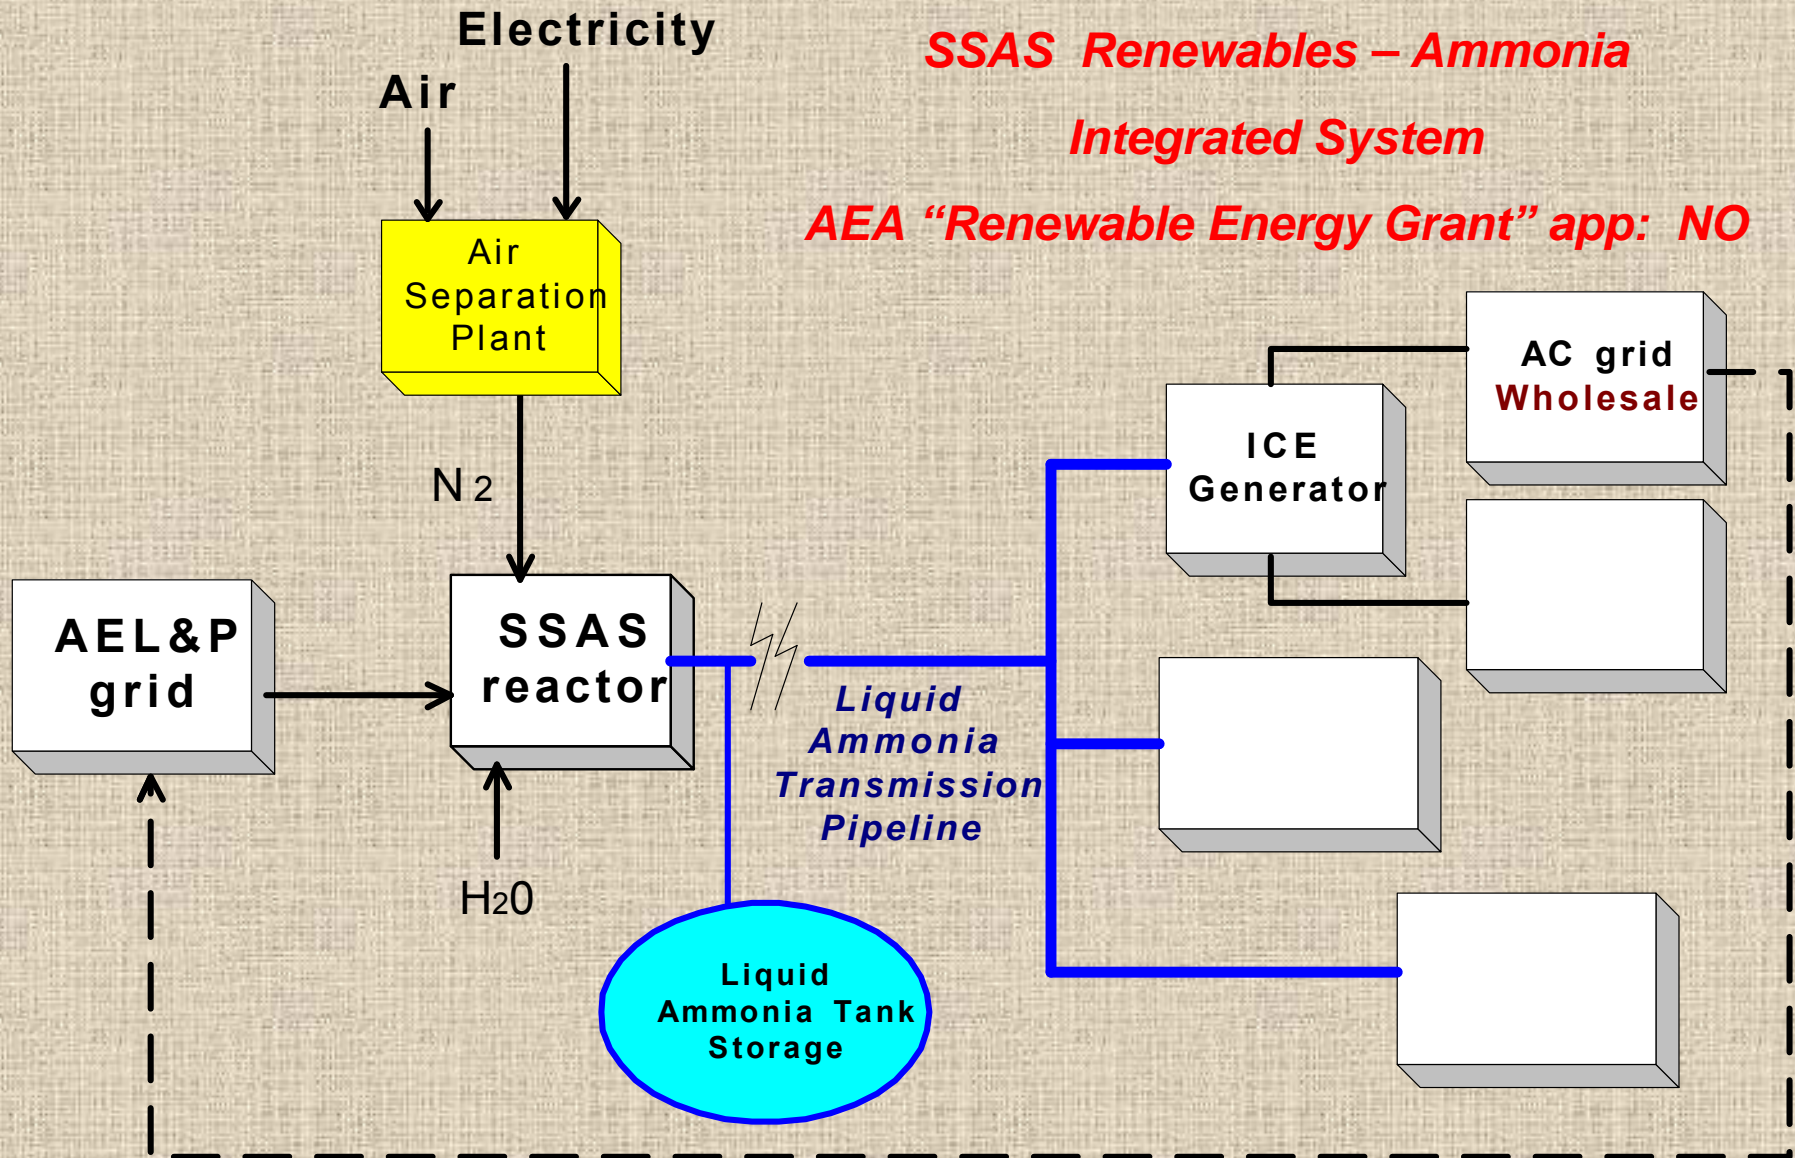 Electricity
Air
SSAS Renewables – Ammonia
Integrated System
AEA “Renewable Energy Grant” app: NO
Air
Separation
Plant
AC grid
Wholesale
ICE
Generator
N2
AEL&P
grid
SSAS
reactor
Liquid
Ammonia
Transmission
Pipeline
H20
Liquid
Ammonia Tank
Storage